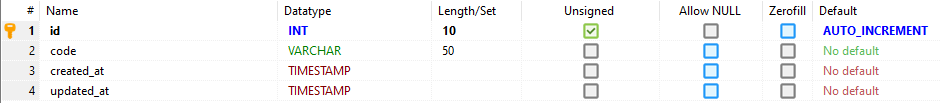 # Name Datatype Length/Set Unsigned Allow NULL Zerofill Default
1 id INT 10 AUTO_INCREMENT
2 code VARCHAR 50 No default
3 created_at TIMESTAMP No default
4 updated_at TIMESTAMP No default